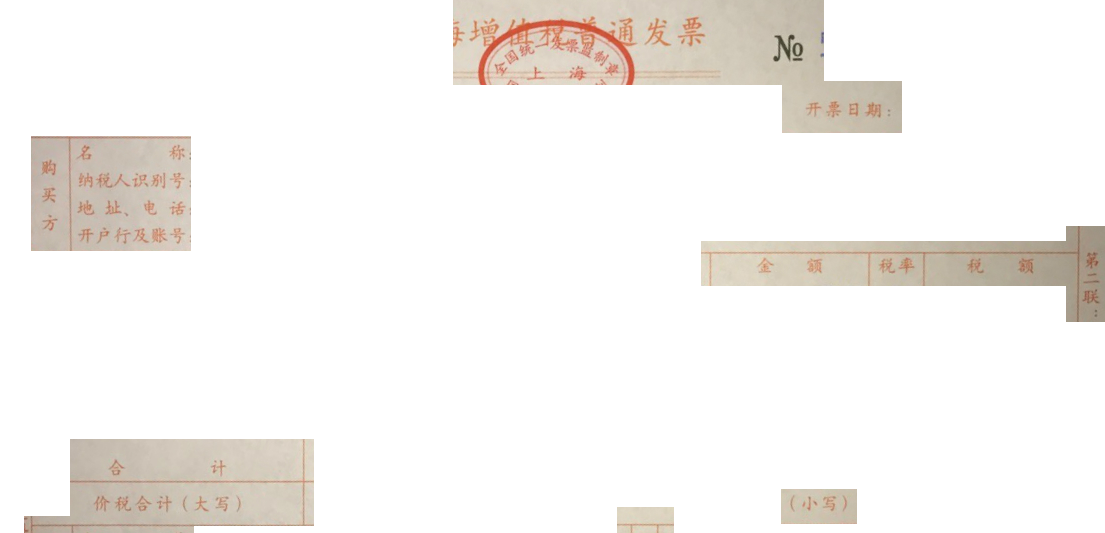 海增值税普通发票
全国统一发票监制章
上 海
№
开票日期：
购买方
名 称：
纳税人识别号：
地 址、电 话：
开户行及账号：
金 额 税率 税 额
第二联：
合 计
价税合计（大写）
（小写）